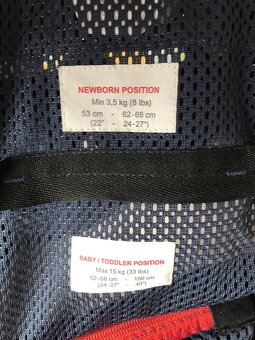 NEWBORN POSITION
Min 3,5 kg (8 lbs)
53 cm - 62-68 cm
(22" - 24-27")
BABY / TODDLER POSITION
Max 15 kg (33 lbs)
62-68 cm - 100 cm
(24-27" - 40")